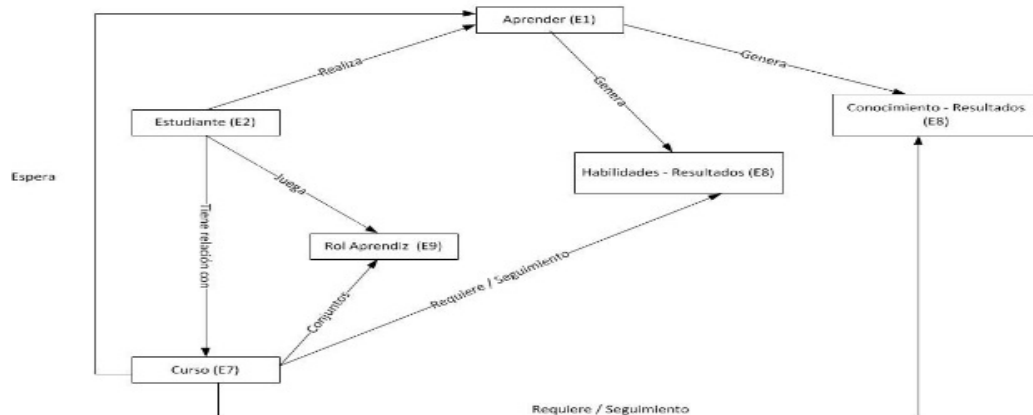 Aprender (E1)
Realiza
Genera
Genera
Conocimiento - Resultados
(E8)
Estudiante (E2)
Espera
Habilidades - Resultados (E8)
Juega
Tiene relación con
Rol Aprendiz (E9)
Requiere / Seguimiento
Conjuntos
Curso (E7)
Requiere / Seguimiento